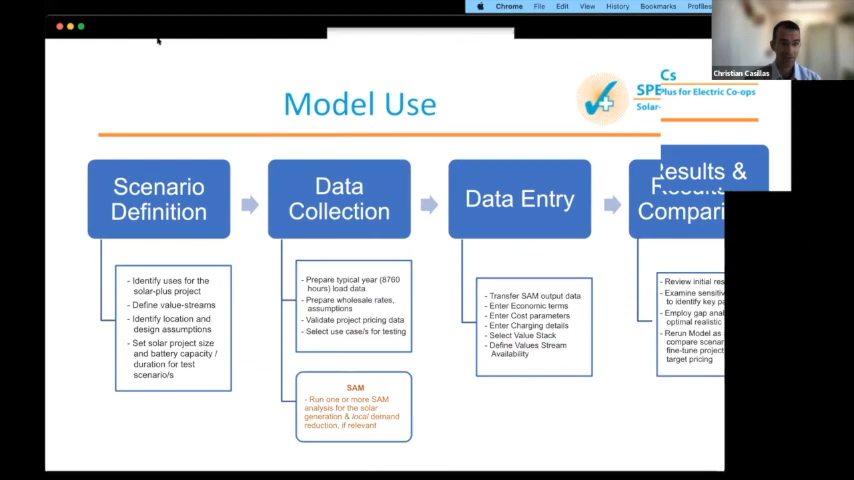 Chrome File Edit View History Bookmarks Profiles
Christian Casillas
Model Use
Cs
SPE
Plus for Electric Co-ops
Solar-
Scenario
Definition
Data
Collection
Data Entry
Results &
Compari
- Identify uses for the
solar-plus project
- Define value-streams
- Identify location and
design assumptions
- Set solar project size
and battery capacity /
duration for test
scenario/s
- Prepare typical year (8760
hours) load data
- Prepare wholesale rates,
assumptions
- Validate project pricing data
- Select use case/s for testing
SAM
- Run one or more SAM
analysis for the solar
generation & local demand
reduction, if relevant
- Transfer SAM output data
- Enter Economic terms
- Enter Cost parameters
- Enter Charging details
- Select Value Stack
- Define Values Stream
Availability
- Review initial res
- Examine sensitiv
to identify key pa
- Employ gap anal
optimal realistic
- Rerun Model as
compare scenar
fine-tune project
target pricing